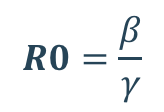 R0 = β/γ